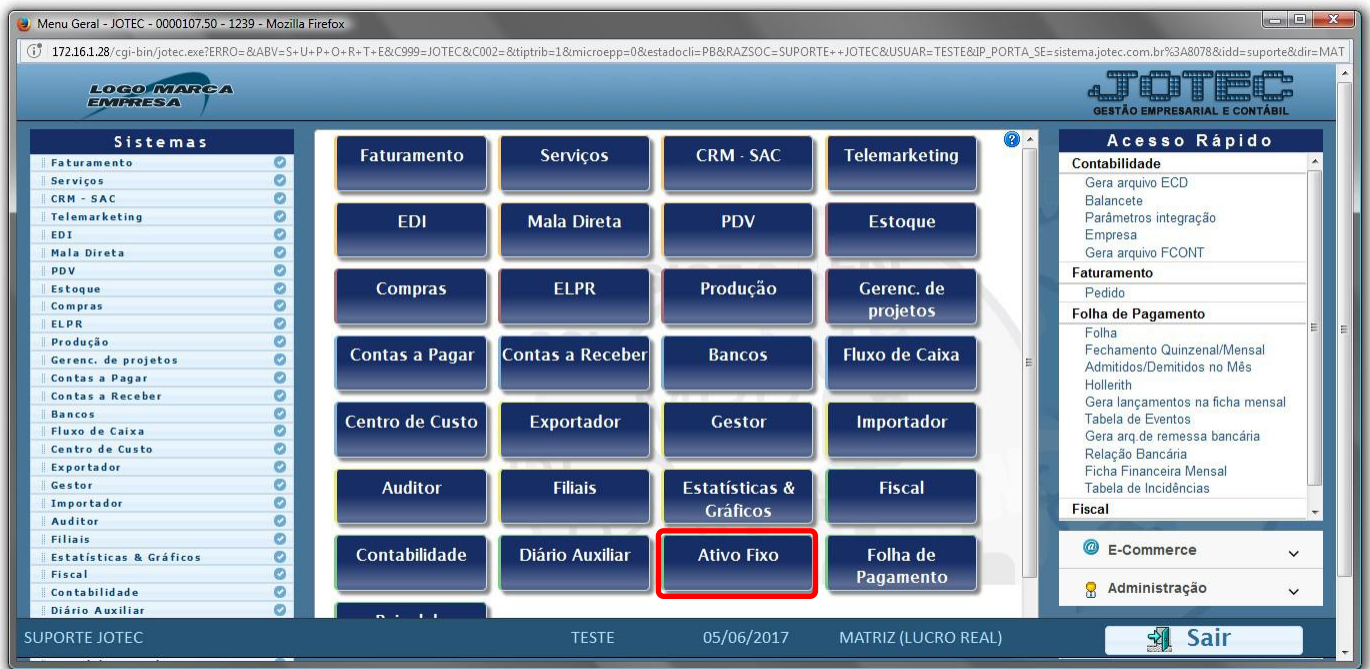 Menu Geral - JOTEC - 0000107.50 - 1239 - Mozilla Firefox
172.16.1.28/cgi-bin/jotec.exe?ERRO=&ABV=S+U+P+O+R+T+E&C999=JOTEC&C002=&tiptrib=1&microepp=0&estadocli=PB&RAZSOC=SUPORTE++JOTEC&USUAR=TESTE&IP_PORTA_SE=sistema.jotec.com.br%3A8078&idd=suporte&dir=MAT
LOGO MARCA
EMPRESA
JOTEC
GESTÃO EMPRESARIAL E CONTÁBIL
Sistemas
Faturamento
Serviços
CRM - SAC
Telemarketing
EDI
Mala Direta
PDV
Estoque
Compras
ELPR
Produção
Gerenc. de projetos
Contas a Pagar
Contas a Receber
Bancos
Fluxo de Caixa
Centro de Custo
Exportador
Gestor
Importador
Auditor
Filiais
Estatísticas & Gráficos
Fiscal
Contabilidade
Diário Auxiliar
Faturamento
Serviços
CRM - SAC
Telemarketing
EDI
Mala Direta
PDV
Estoque
Compras
ELPR
Produção
Gerenc. de
projetos
Contas a Pagar
Contas a Receber
Bancos
Fluxo de Caixa
Centro de Custo
Exportador
Gestor
Importador
Auditor
Filiais
Estatísticas &
Gráficos
Fiscal
Contabilidade
Diário Auxiliar
Ativo Fixo
Folha de
Pagamento
Acesso Rápido
Contabilidade
Gera arquivo ECD
Balancete
Parâmetros integração
Empresa
Gera arquivo FCONT
Faturamento
Pedido
Folha de Pagamento
Folha
Fechamento Quinzenal/Mensal
Admitidos/Demitidos no Mês
Hollerith
Gera lançamentos na ficha mensal
Tabela de Eventos
Gera arq.de remessa bancária
Relação Bancária
Ficha Financeira Mensal
Tabela de Incidências
Fiscal
E-Commerce
Administração
SUPORTE JOTEC
TESTE
05/06/2017
MATRIZ (LUCRO REAL)
Sair